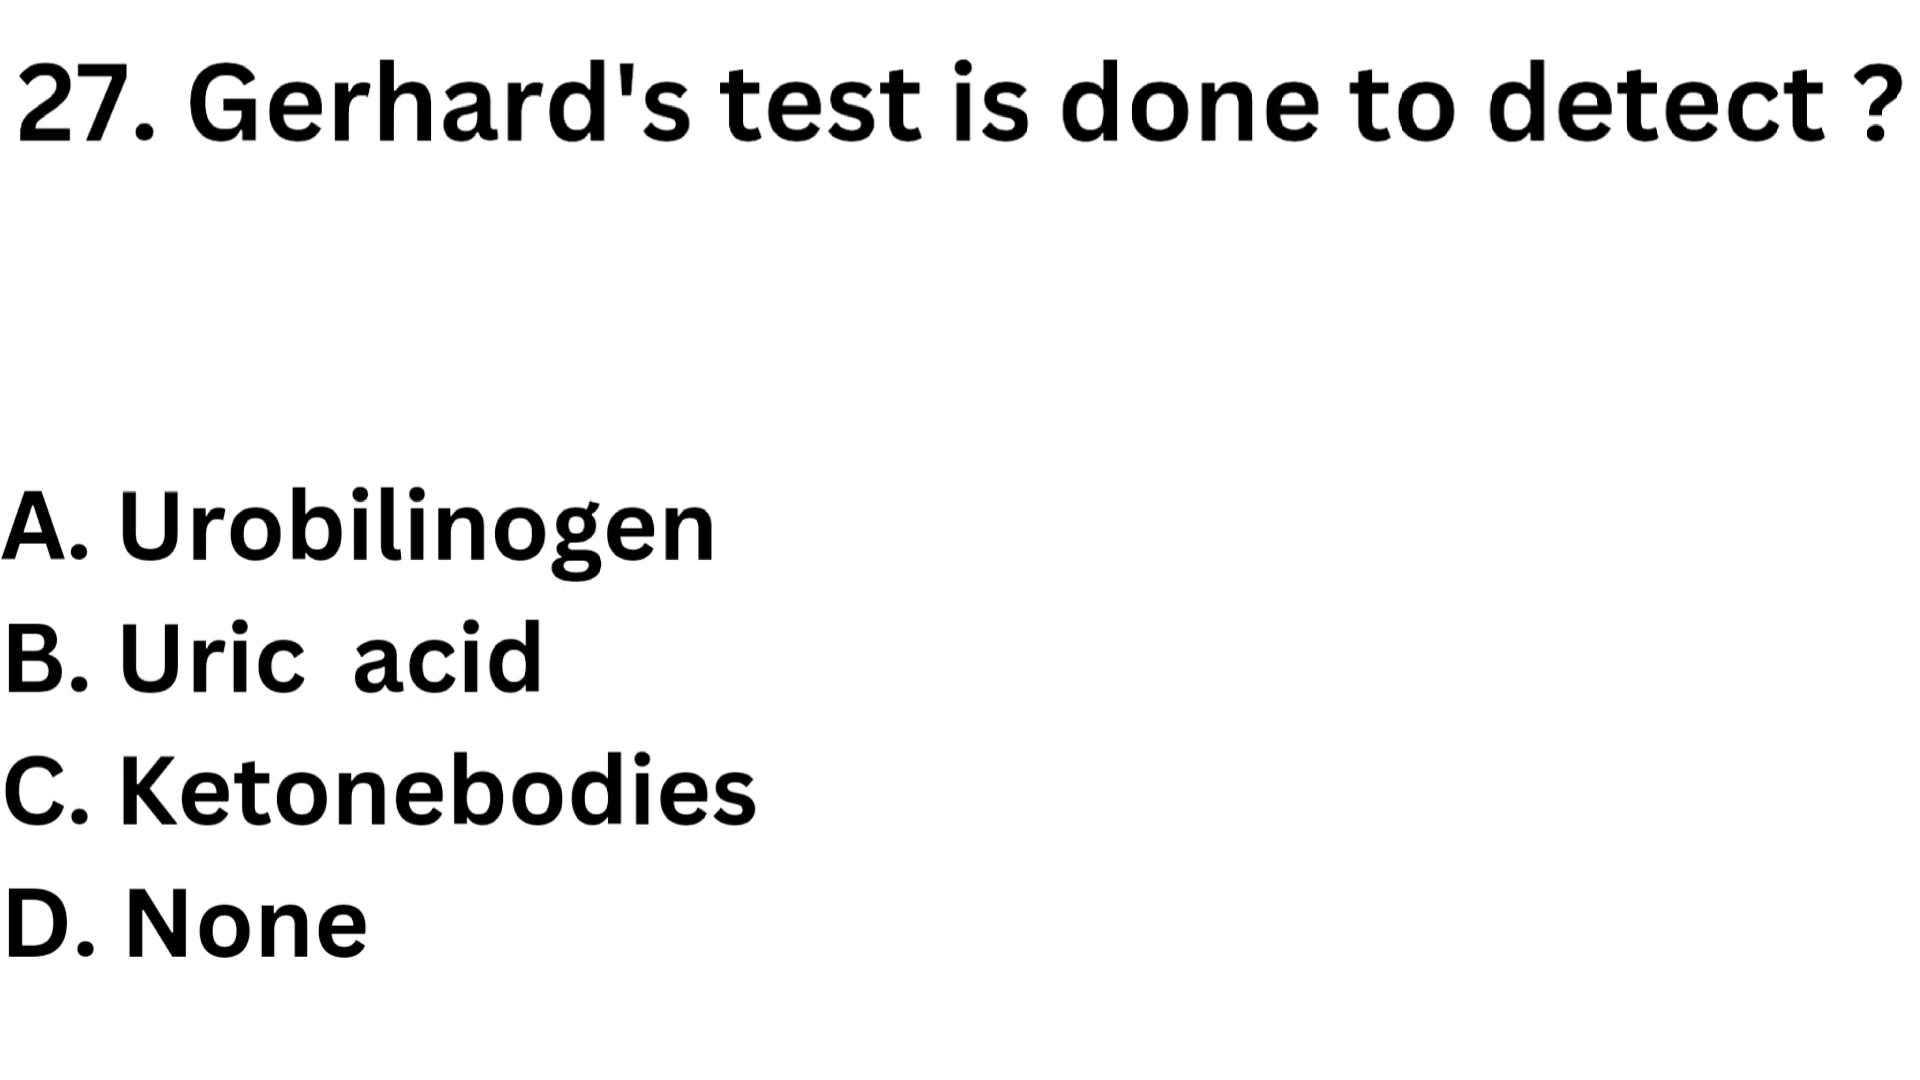 27. Gerhard's test is done to detect ?
A. Urobilinogen
B. Uric acid
C. Ketonebodies
D. None